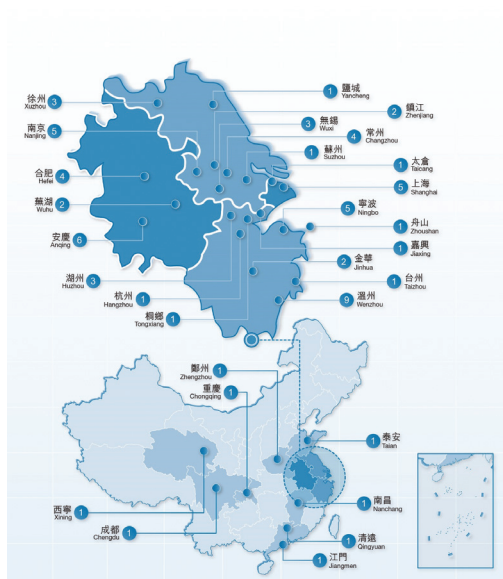 1 鹽城
Yancheng
徐州 3
Xuzhou
2 鎮江
Zhenjiang
3 無錫
Wuxi
南京 5
Nanjing
4 常州
Changzhou
1 蘇州
Suzhou
1 太倉
Taicang
合肥 4
Hefei
5 上海
Shanghai
蕪湖 2
Wuhu
5 寧波
Ningbo
1 舟山
Zhoushan
安慶 6
Anqing
1 嘉興
Jiaxing
2 金華
Jinhua
湖州 3
Huzhou
1 台州
Taizhou
杭州 1
Hangzhou
9 溫州
Wenzhou
桐鄉 1
Tongxiang
鄭州 1
Zhengzhou
重慶 1
Chongqing
1 泰安
Taian
西寧 1
Xining
1 南昌
Nanchang
成都 1
Chengdu
1 清遠
Qingyuan
1 江門
Jiangmen